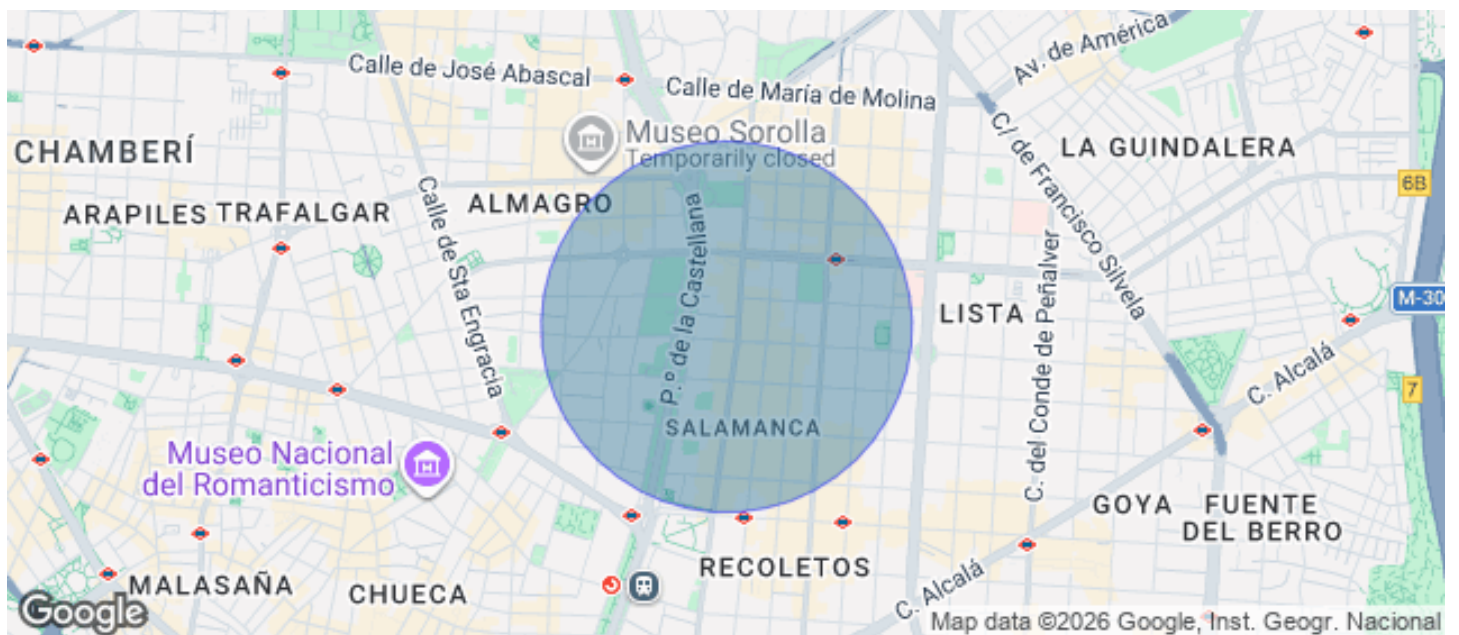 Calle de José Abascal
Calle de María de Molina
Av. de América
Museo Sorolla
Temporarily closed
C/ de Francisco Silvela
CHAMBERÍ
LA GUINDALERA
6B
ARAPILES
TRAFALGAR
ALMAGRO
Calle de Sta Engracia
P.º de la Castellana
C. del Conde de Peñalver
LISTA
M-30
C. Alcalá
7
SALAMANCA
Museo Nacional
del Romanticismo
GOYA
FUENTE
DEL BERRO
RECOLETOS
MALASAÑA
CHUECA
C. Alcalá
Google
Map data ©2026 Google, Inst. Geogr. Nacional